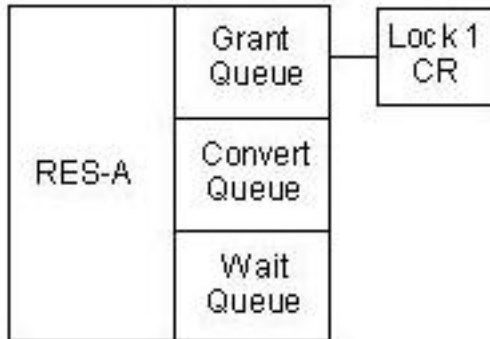 RES-A
Grant
Queue
Convert
Queue
Wait
Queue
Lock 1
CR